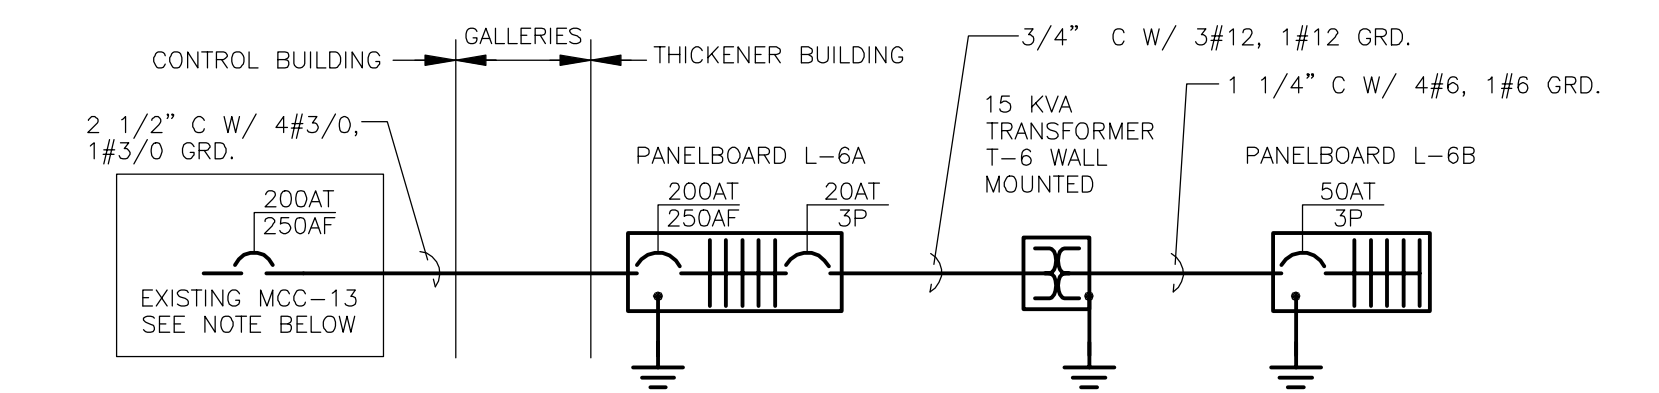 CONTROL BUILDING
GALLERIES
THICKENER BUILDING
3/4" C W/ 3#12, 1#12 GRD.
1 1/4" C W/ 4#6, 1#6 GRD.
2 1/2" C W/ 4#3/0,
1#3/0 GRD.
15 KVA
TRANSFORMER
T-6 WALL
MOUNTED
PANELBOARD L-6A
PANELBOARD L-6B
200AT
250AF
200AT
250AF
20AT
3P
50AT
3P
EXISTING MCC-13
SEE NOTE BELOW